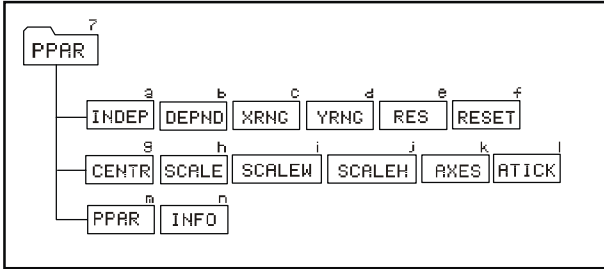 7
PPAR
a b c d e f
INDEP DEPND XRNG YRNG RES RESET
g h i j k l
CENTR SCALE SCALEW SCALEH AXES ATICK
m n
PPAR INFO